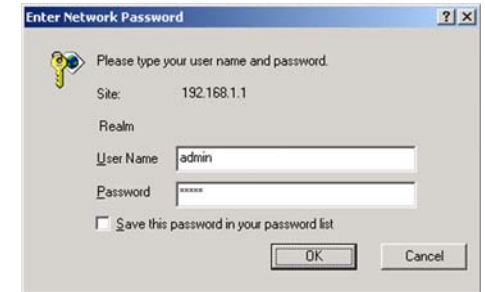 Enter Network Password
? ×
Please type your user name and password.
Site: 192.168.1.1
Realm
User Name admin
Password *****
Save this password in your password list
OK Cancel